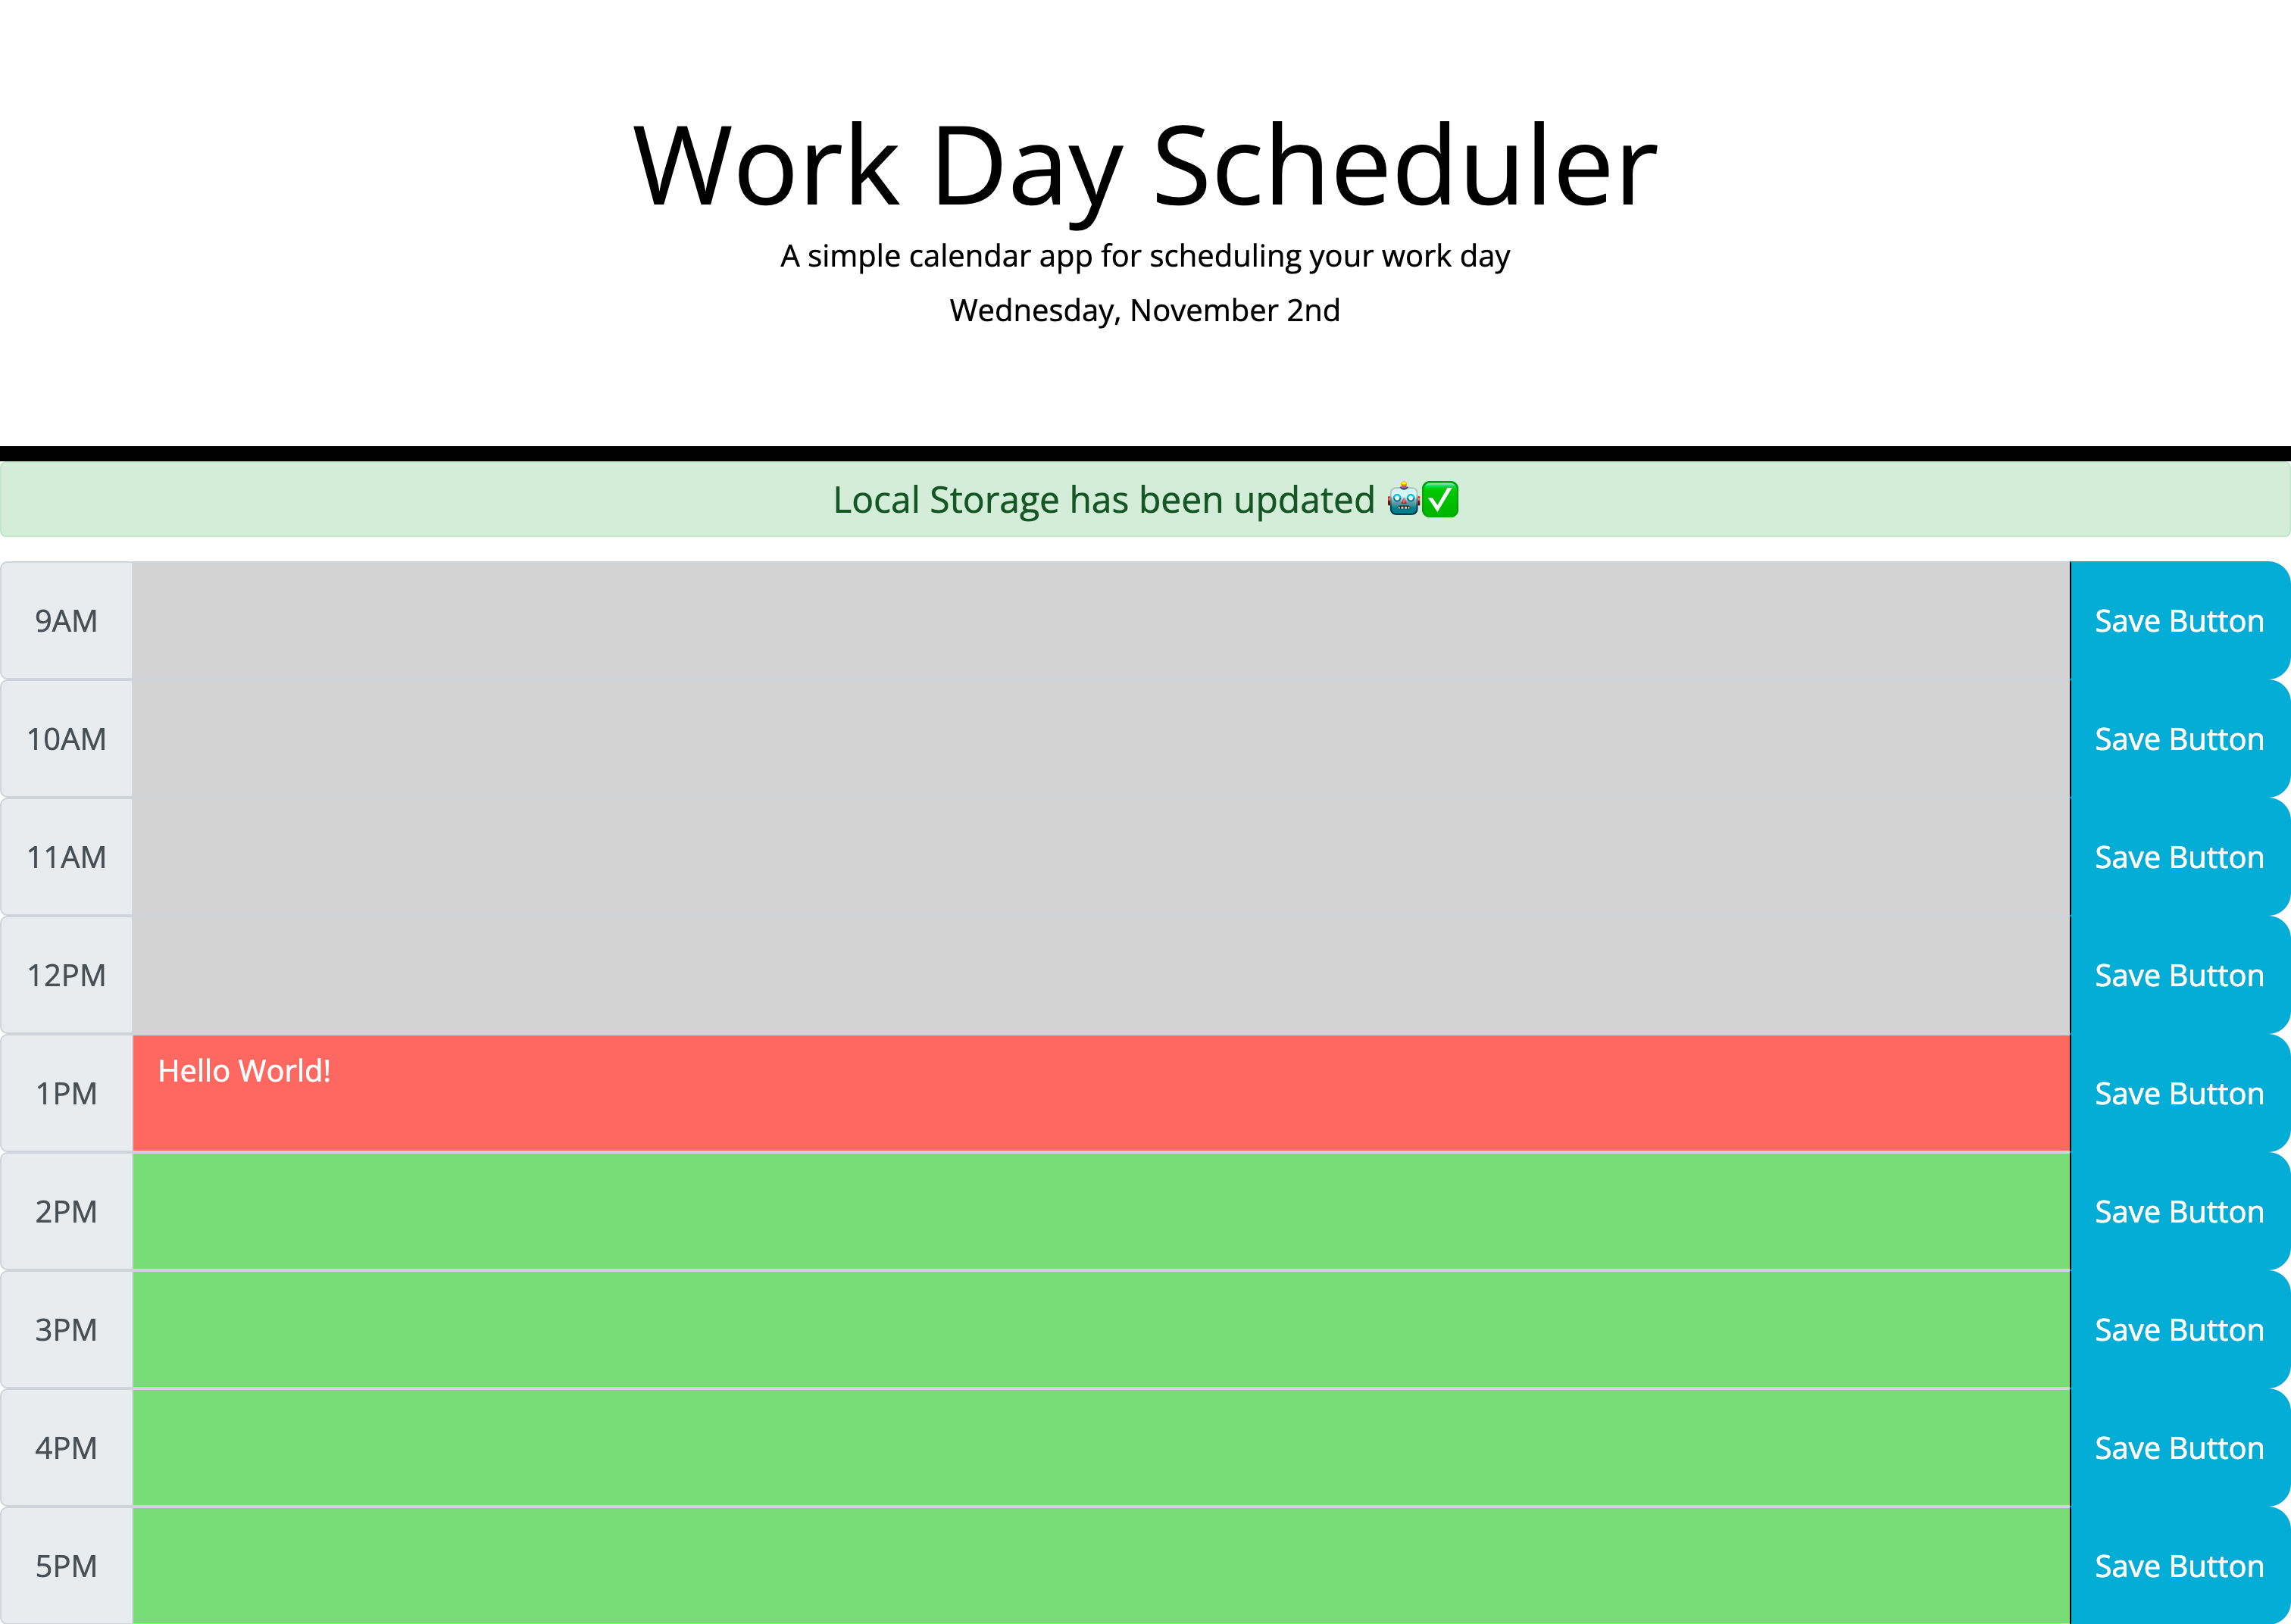 Work Day Scheduler
A simple calendar app for scheduling your work day
Wednesday, November 2nd
Local Storage has been updated 🤖✅
9AM Save Button
10AM Save Button
11AM Save Button
12PM Save Button
1PM Hello World! Save Button
2PM Save Button
3PM Save Button
4PM Save Button
5PM Save Button